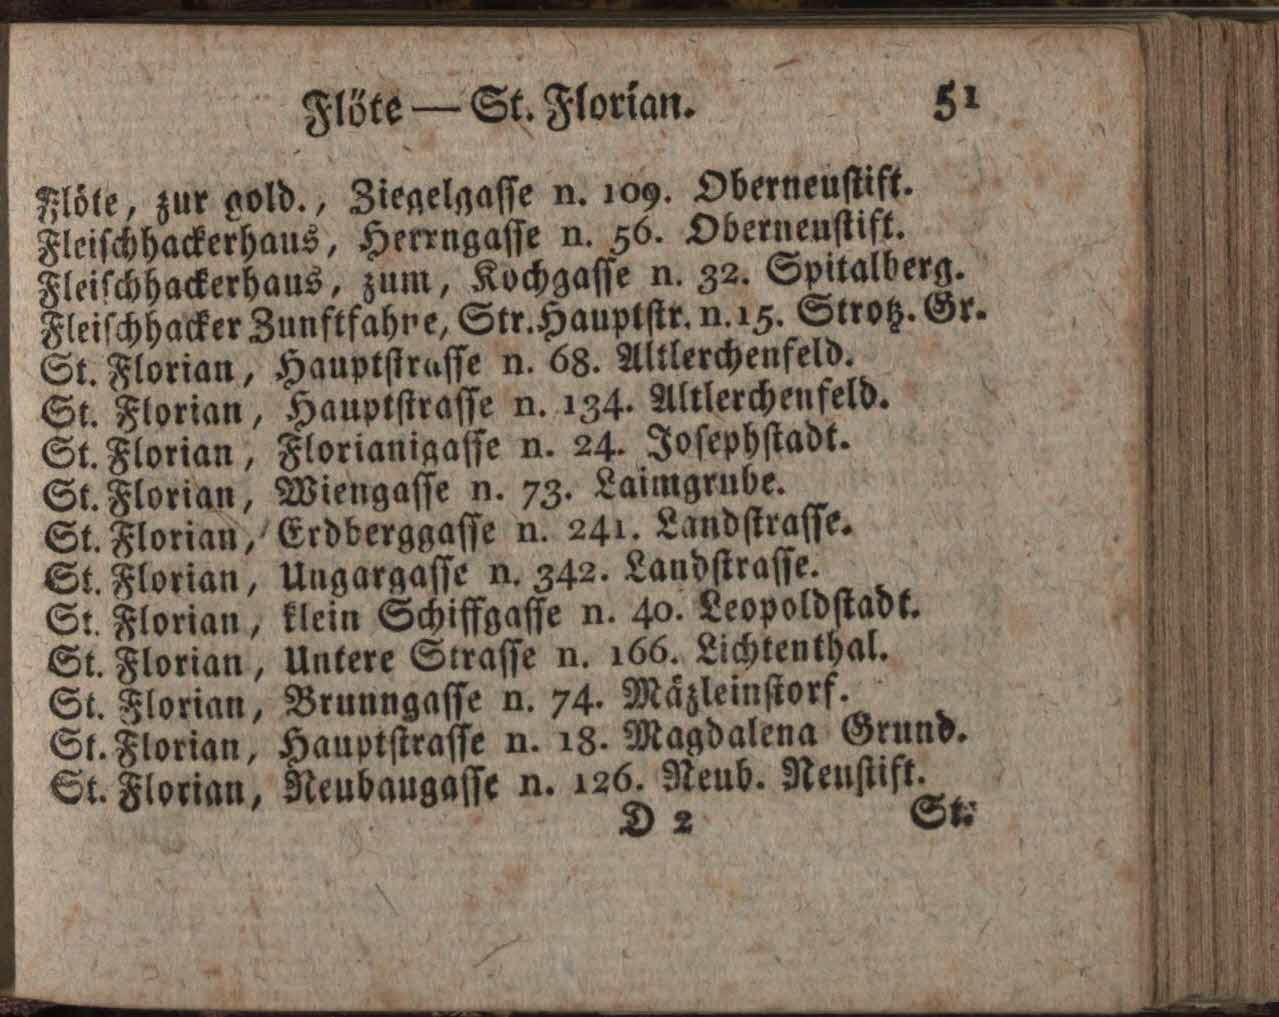 Flöte — St. Florian. 51
Flöte, zur gold., Ziegelgasse n. 109. Oberneustift.
Fleischhackerhaus, Herrngasse n. 56. Oberneustift.
Fleischhackerhaus, zum, Kochgasse n. 32. Spitalberg.
Fleischhacker Zunftfahne, Str. Hauptstr. n. 15. Strotz. Gr.
St. Florian, Hauptstrasse n. 68. Altlerchenfeld.
St. Florian, Hauptstrasse n. 134. Altlerchenfeld.
St. Florian, Florianigasse n. 24. Josephstadt.
St. Florian, Wiengasse n. 73. Laimgrube.
St. Florian, Erdberggasse n. 241. Landstrasse.
St. Florian, Ungargasse n. 342. Landstrasse.
St. Florian, klein Schiffgasse n. 40. Leopoldstadt.
St. Florian, Untere Strasse n. 166. Lichtenthal.
St. Florian, Brunngasse n. 74. Mäzleinstorf.
St. Florian, Hauptstrasse n. 18. Magdalena Grund.
St. Florian, Neubaugasse n. 126. Neub. Neustift.
D 2 St.